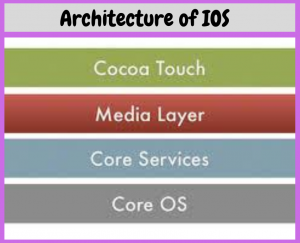 Architecture of IOS
Cocoa Touch
Media Layer
Core Services
Core OS